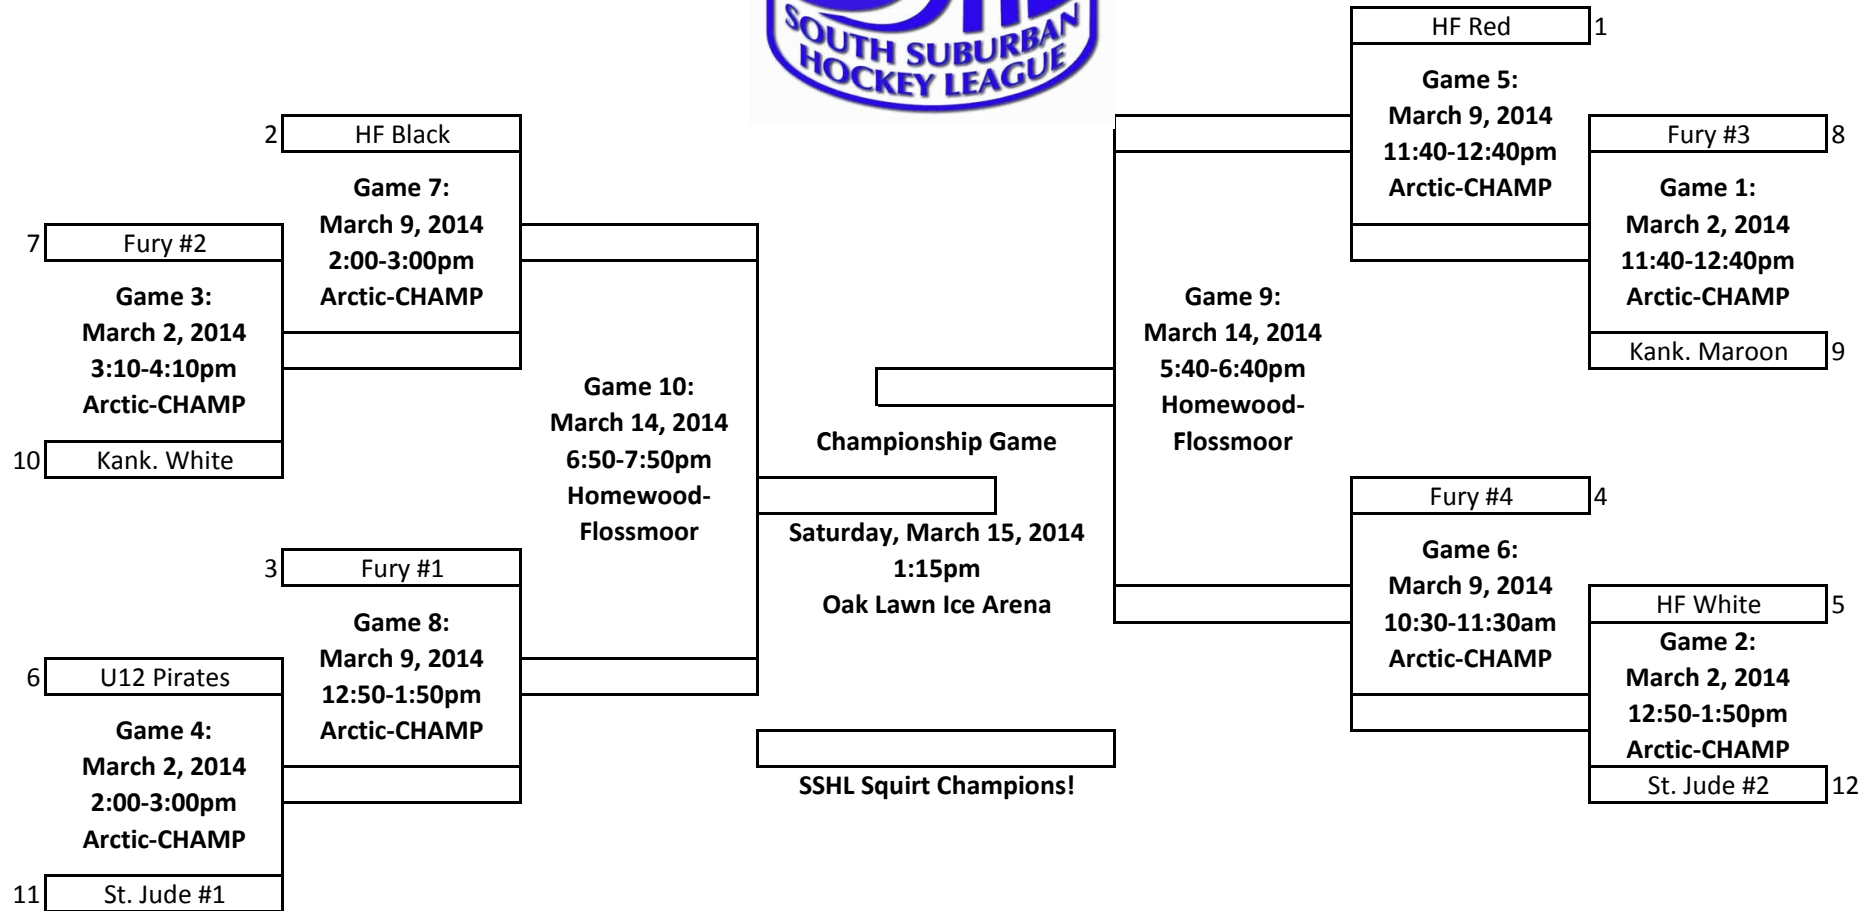 SOUTH SUBURBAN
HOCKEY LEAGUE
2 HF Black
Game 7:
March 9, 2014
2:00-3:00pm
Arctic-CHAMP
7 Fury #2
Game 3:
March 2, 2014
3:10-4:10pm
Arctic-CHAMP
10 Kank. White
3 Fury #1
Game 8:
March 9, 2014
12:50-1:50pm
Arctic-CHAMP
6 U12 Pirates
Game 4:
March 2, 2014
2:00-3:00pm
Arctic-CHAMP
11 St. Jude #1
Game 10:
March 14, 2014
6:50-7:50pm
Homewood-
Flossmoor
Championship Game
Saturday, March 15, 2014
1:15pm
Oak Lawn Ice Arena
SSHL Squirt Champions!
Game 9:
March 14, 2014
5:40-6:40pm
Homewood-
Flossmoor
HF Red 1
Game 5:
March 9, 2014
11:40-12:40pm
Arctic-CHAMP
Fury #3 8
Game 1:
March 2, 2014
11:40-12:40pm
Arctic-CHAMP
Kank. Maroon 9
Fury #4 4
Game 6:
March 9, 2014
10:30-11:30am
Arctic-CHAMP
HF White 5
Game 2:
March 2, 2014
12:50-1:50pm
Arctic-CHAMP
St. Jude #2 12